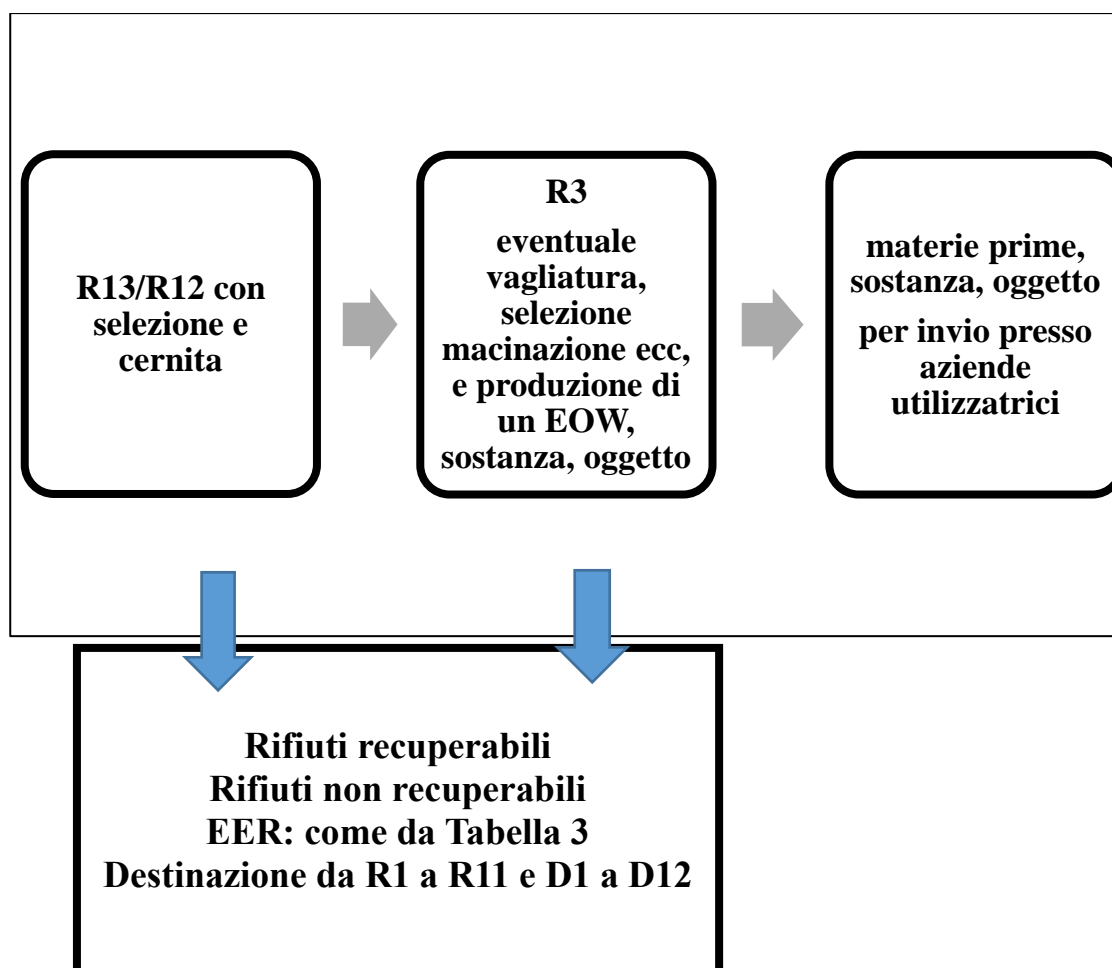 R13/R12 con
selezione e
cernita
R3
eventuale
vagliatura,
selezione
macinazione ecc,
e produzione di
un EOW,
sostanza, oggetto
materie prime,
sostanza, oggetto
per invio presso
aziende
utilizzatrici
Rifiuti recuperabili
Rifiuti non recuperabili
EER: come da Tabella 3
Destinazione da R1 a R11 e D1 a D12